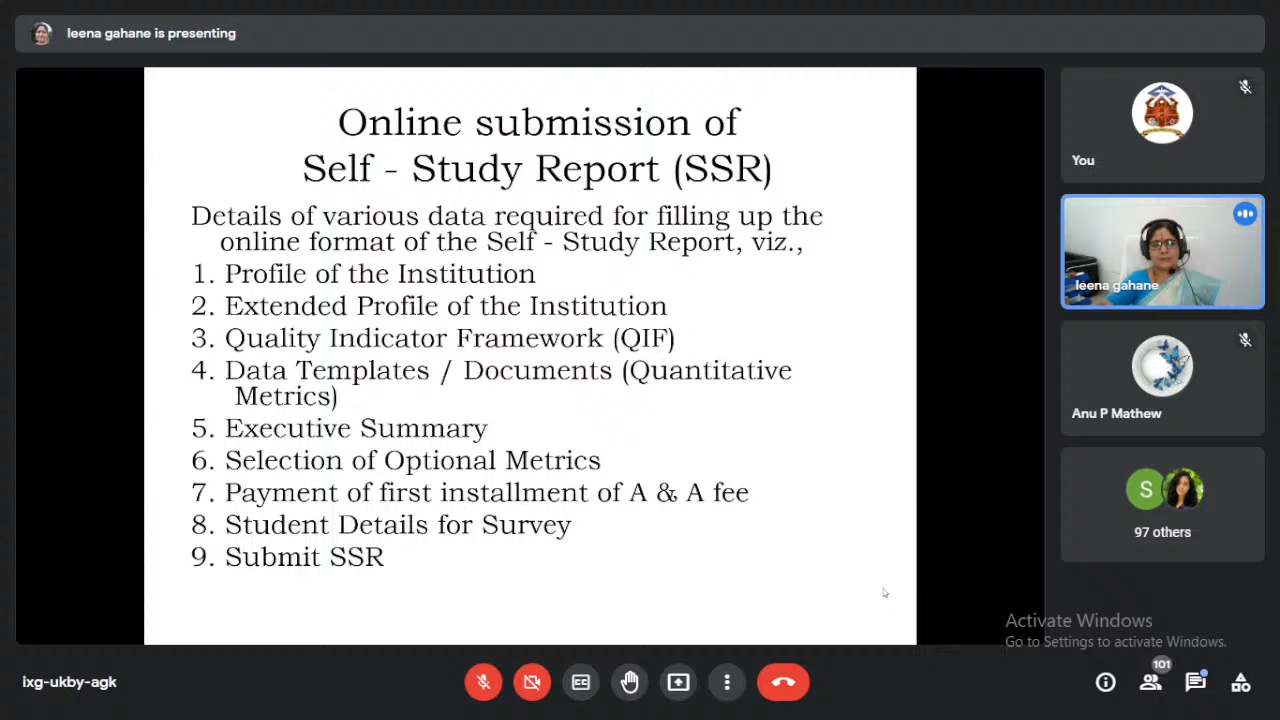 leena gahane is presenting
Online submission of
Self - Study Report (SSR)
Details of various data required for filling up the
online format of the Self - Study Report, viz.,
1. Profile of the Institution
2. Extended Profile of the Institution
3. Quality Indicator Framework (QIF)
4. Data Templates / Documents (Quantitative
Metrics)
5. Executive Summary
6. Selection of Optional Metrics
7. Payment of first installment of A & A fee
8. Student Details for Survey
9. Submit SSR
You
leena gahane
Anu P Mathew
S
97 others
Activate Windows
Go to Settings to activate Windows.
ixg-ukby-agk
101